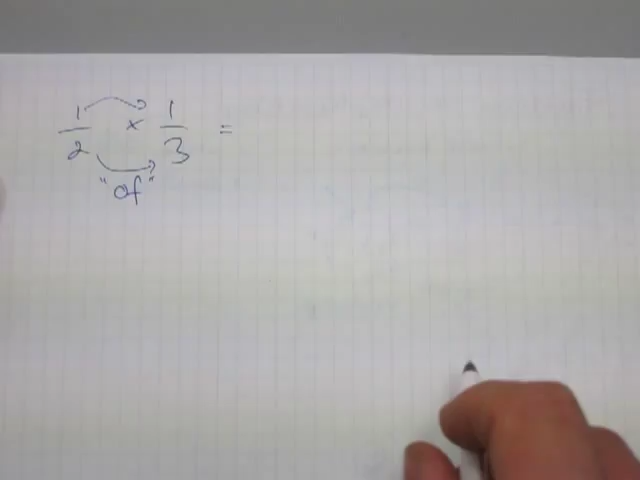 1/2 × 1/3 =
"of"